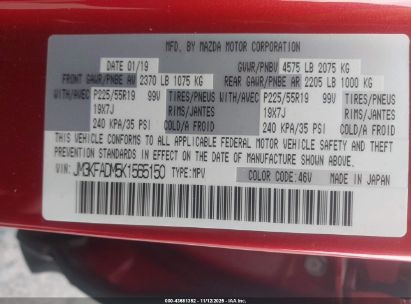 MFD. BY MAZDA MOTOR CORPORATION
DATE 01/19 GVWR/PNBV 4575 LB 2075 KG
FRONT GAWR/PNBE AV 2370 LB 1075 KG REAR GAWR/PNBE AR 2205 LB 1000 KG
WITH/AVEC P225/55R19 99V TIRES/PNEUS WITH/AVEC P225/55R19 99V TIRES/PNEUS
19X7J RIMS/JANTES 19X7J RIMS/JANTES
240 KPA/35 PSI COLD/A FROID 240 KPA/35 PSI COLD/A FROID
THIS VEHICLE CONFORMS TO ALL APPLICABLE FEDERAL MOTOR VEHICLE SAFETY AND THEFT
PREVENTION STANDARDS IN EFFECT ON THE DATE OF MANUFACTURE SHOWN ABOVE.
VIN: JM3KFADM5K1565150 TYPE: MPV COLOR CODE: 46V MADE IN JAPAN
000-43661352 - 11/12/2025 - IAAI